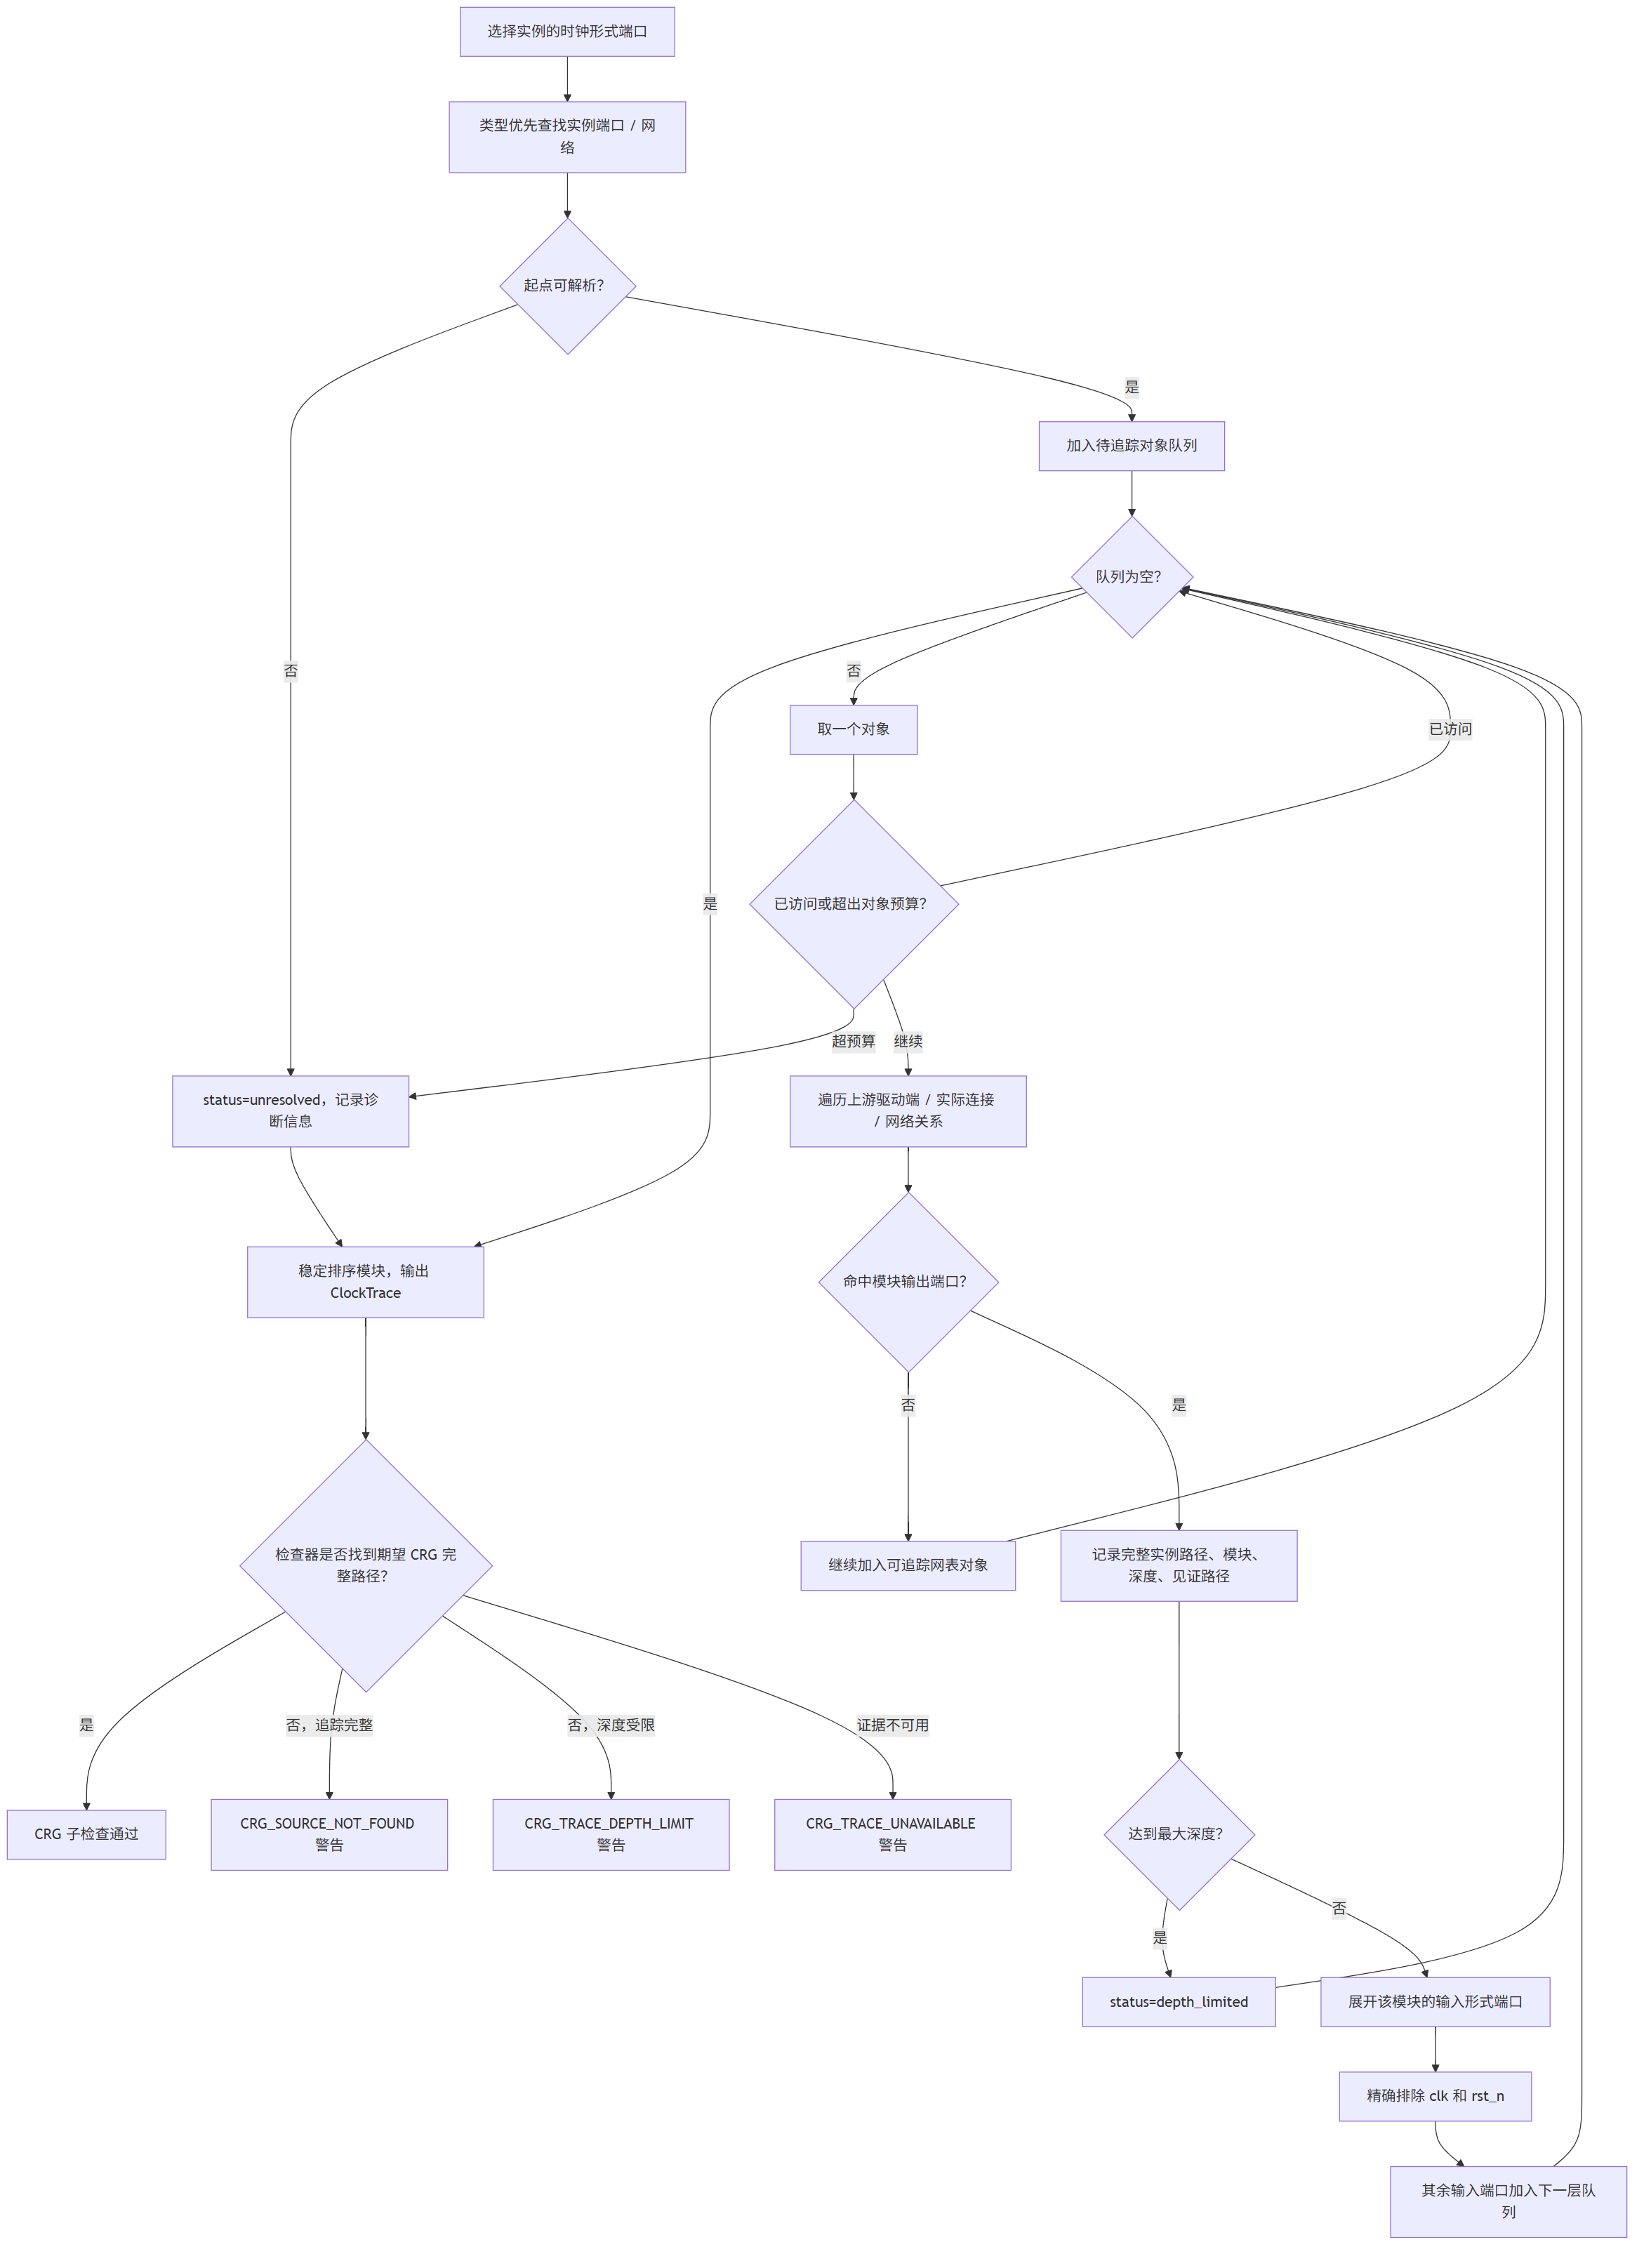 选择实例的时钟形式端口
类型优先查找实例端口 / 网
络
起点可解析？
是
加入待追踪对象队列
队列为空？
否
否
取一个对象
已访问
是
已访问或超出对象预算？
超预算
继续
status=unresolved，记录诊
断信息
遍历上游驱动端 / 实际连接
/ 网络关系
稳定排序模块，输出
ClockTrace
命中模块输出端口？
否
是
检查器是否找到期望 CRG 完
整路径？
继续加入可追踪网表对象
记录完整实例路径、模块、
深度、见证路径
是
否，追踪完整
否，深度受限
证据不可用
CRG 子检查通过
CRG_SOURCE_NOT_FOUND
警告
CRG_TRACE_DEPTH_LIMIT
警告
CRG_TRACE_UNAVAILABLE
警告
达到最大深度？
否
是
status=depth_limited
展开该模块的输入形式端口
精确排除 clk 和 rst_n
其余输入端口加入下一层队
列